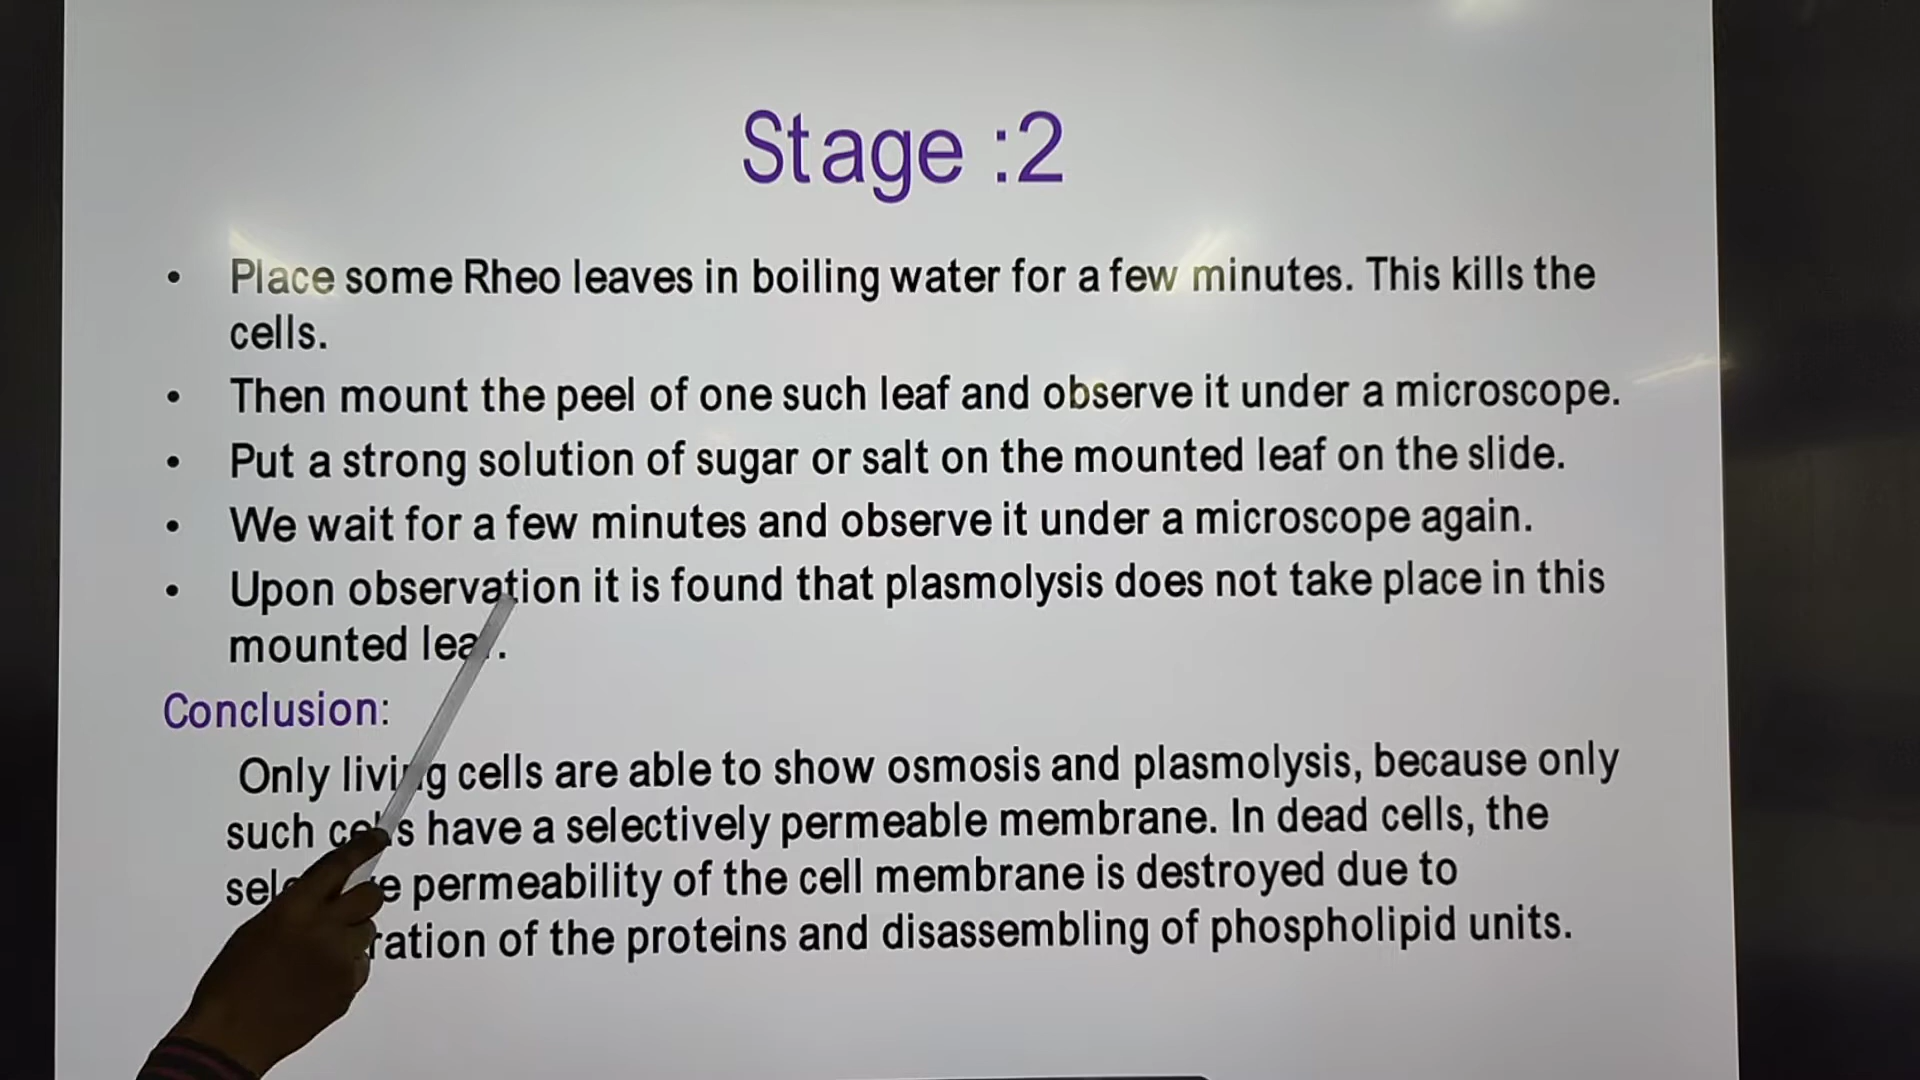 Stage :2
• Place some Rheo leaves in boiling water for a few minutes. This kills the
cells.
• Then mount the peel of one such leaf and observe it under a microscope.
• Put a strong solution of sugar or salt on the mounted leaf on the slide.
• We wait for a few minutes and observe it under a microscope again.
• Upon observation it is found that plasmolysis does not take place in this
mounted leaf.
Conclusion:
Only living cells are able to show osmosis and plasmolysis, because only
such cells have a selectively permeable membrane. In dead cells, the
selective permeability of the cell membrane is destroyed due to
of the proteins and disassembling of phospholipid units.